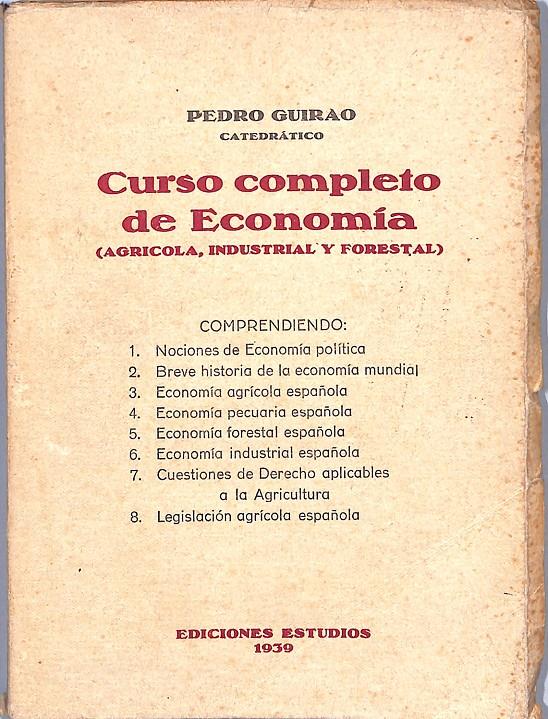 PEDRO GUIRAO
CATEDRÁTICO
Curso completo
de Economía
(AGRICOLA, INDUSTRIAL Y FORESTAL)
COMPRENDIENDO:
1. Nociones de Economía política
2. Breve historia de la economía mundial
3. Economía agrícola española
4. Economía pecuaria española
5. Economía forestal española
6. Economía industrial española
7. Cuestiones de Derecho aplicables
a la Agricultura
8. Legislación agrícola española
EDICIONES ESTUDIOS
1939